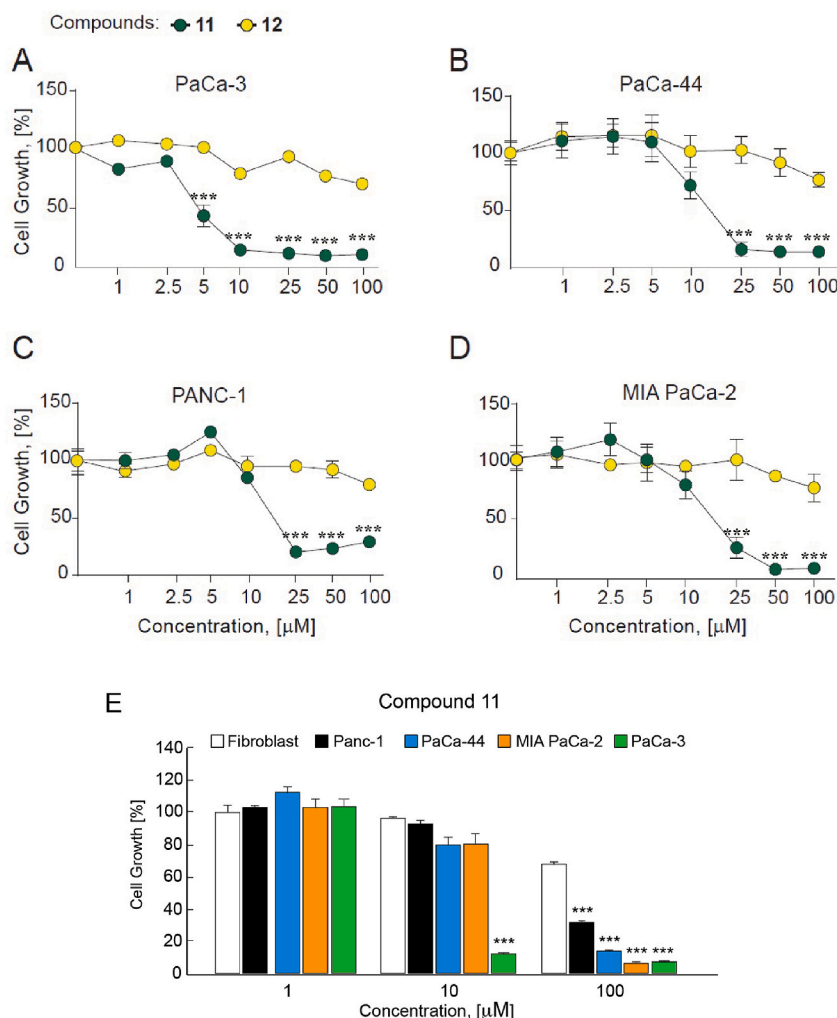 Compounds: 11 12
A
PaCa-3
150
100
50
0
Cell Growth, [%]
***
***
***
***
***
1 2.5 5 10 25 50 100
B
PaCa-44
150
100
50
0
***
***
***
1 2.5 5 10 25 50 100
C
PANC-1
150
100
50
0
Cell Growth, [%]
***
***
***
1 2.5 5 10 25 50 100
Concentration, [μM]
D
MIA PaCa-2
150
100
50
0
***
***
***
1 2.5 5 10 25 50 100
Concentration, [μM]
E
Compound 11
Fibroblast Panc-1 PaCa-44 MIA PaCa-2 PaCa-3
140
120
100
80
60
40
20
0
Cell Growth [%]
***
***
***
***
***
1 10 100
Concentration, [μM]